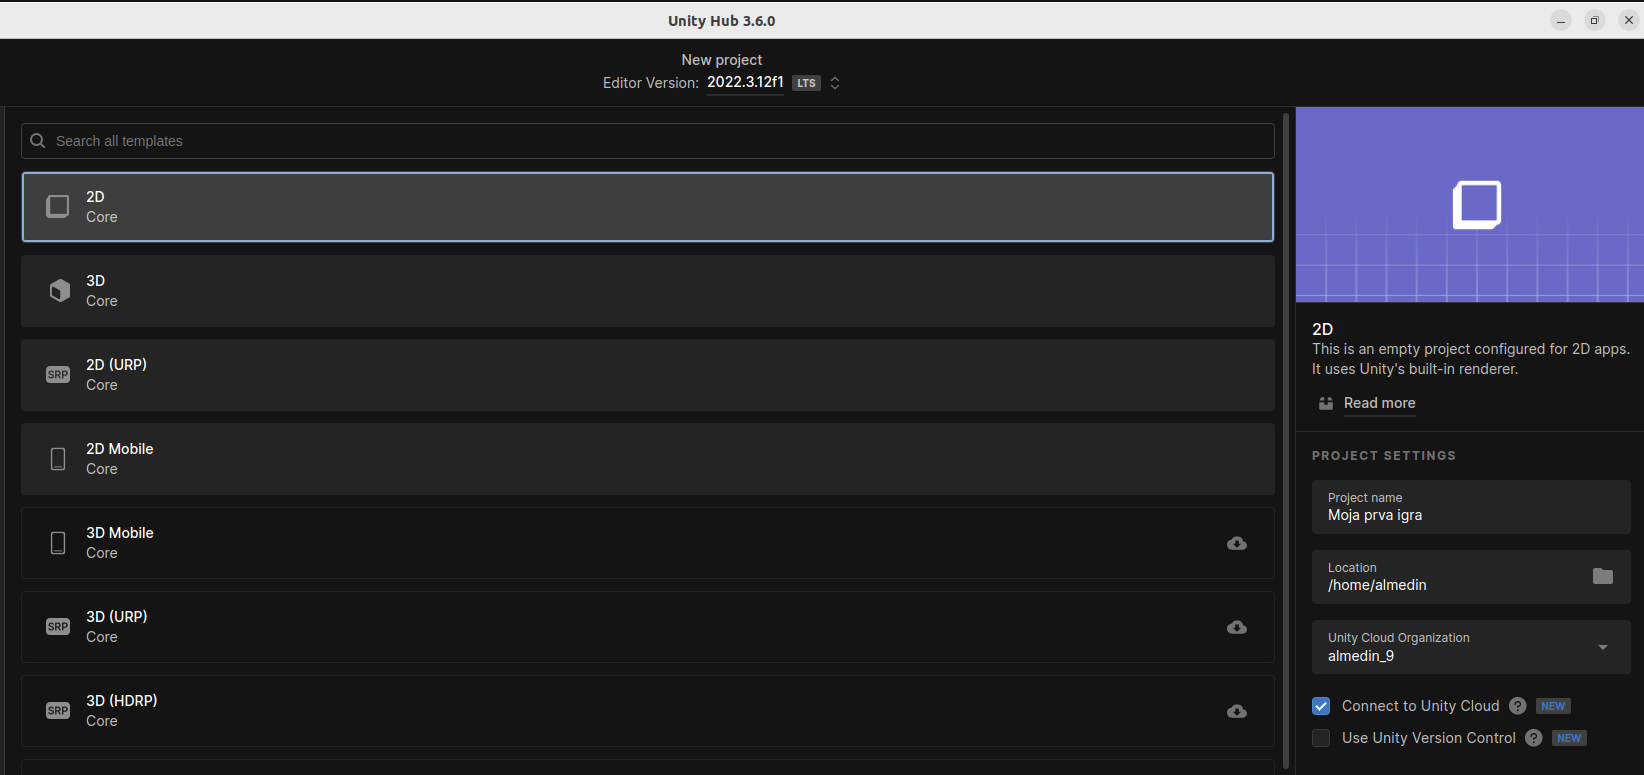 Unity Hub 3.6.0
New project
Editor Version: 2022.3.12f1 LTS
Search all templates
2D
Core
3D
Core
SRP
2D (URP)
Core
2D Mobile
Core
3D Mobile
Core
SRP
3D (URP)
Core
SRP
3D (HDRP)
Core
2D
This is an empty project configured for 2D apps.
It uses Unity's built-in renderer.
Read more
PROJECT SETTINGS
Project name
Moja prva igra
Location
/home/almedin
Unity Cloud Organization
almedin_9
Connect to Unity Cloud ? NEW
Use Unity Version Control ? NEW